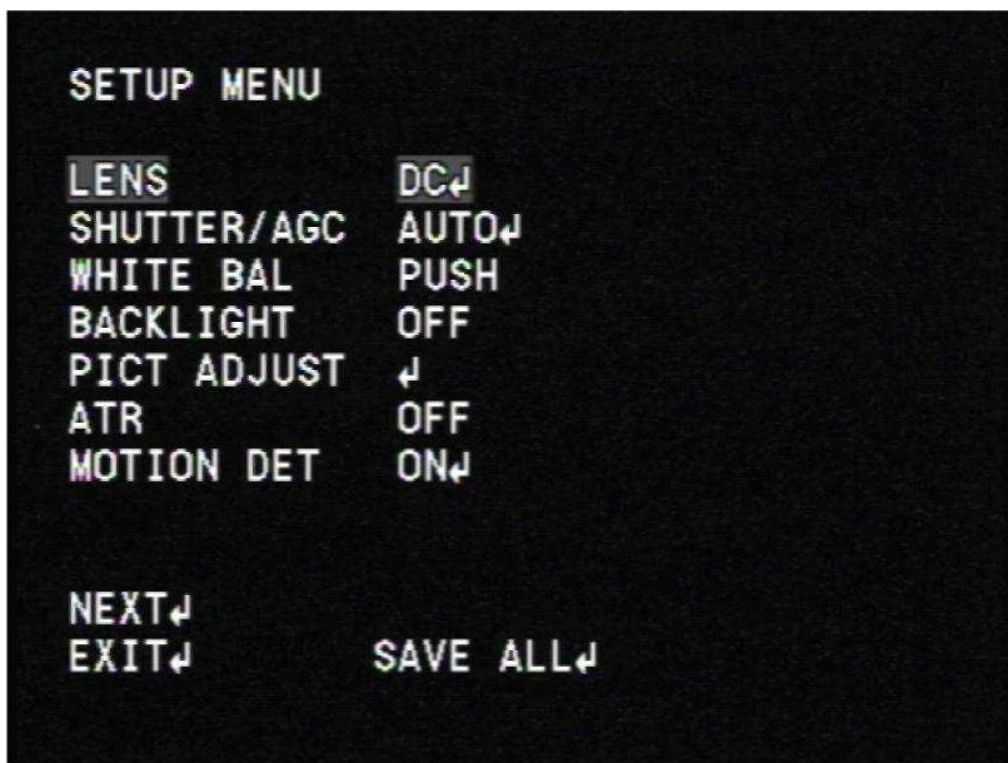 SETUP MENU
LENS DC↲
SHUTTER/AGC AUTO↲
WHITE BAL PUSH
BACKLIGHT OFF
PICT ADJUST ↲
ATR OFF
MOTION DET ON↲
NEXT↲
EXIT↲ SAVE ALL↲